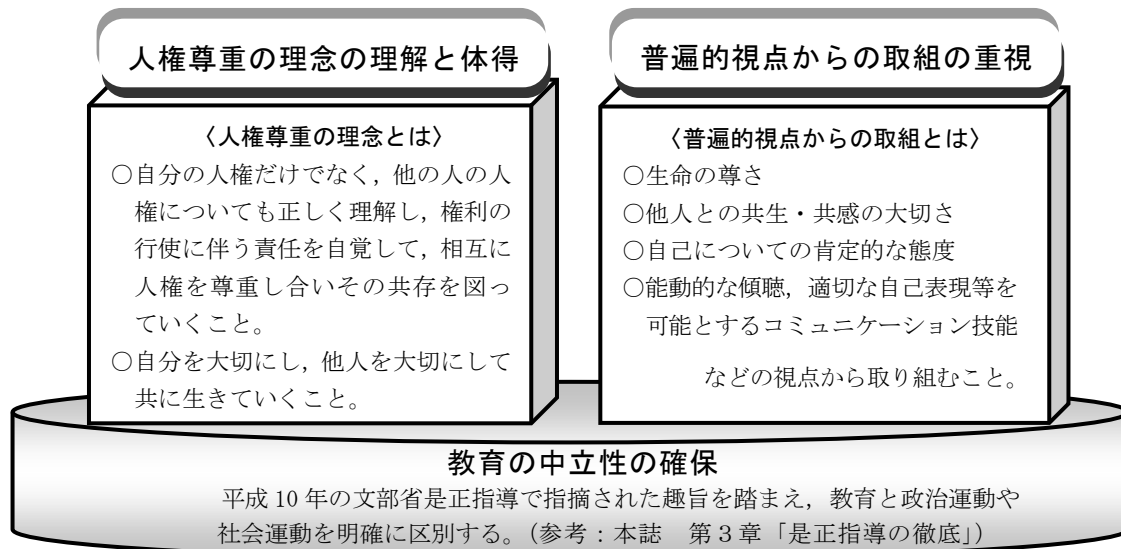 人権尊重の理念の理解と体得
〈人権尊重の理念とは〉
○自分の人権だけでなく，他の人の人
権についても正しく理解し，権利の
行使に伴う責任を自覚して，相互に
人権を尊重し合いその共存を図っ
ていくこと。
○自分を大切にし，他人を大切にして
共に生きていくこと。
普遍的視点からの取組の重視
〈普遍的視点からの取組とは〉
○生命の尊さ
○他人との共生・共感の大切さ
○自己についての肯定的な態度
○能動的な傾聴，適切な自己表現等を
可能とするコミュニケーション技能
などの視点から取り組むこと。
教育の中立性の確保
平成 10 年の文部省是正指導で指摘された趣旨を踏まえ，教育と政治運動や
社会運動を明確に区別する。（参考：本誌　第３章「是正指導の徹底」）